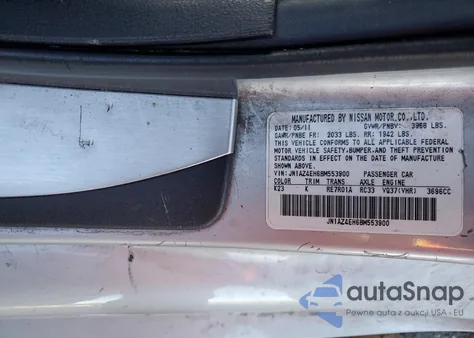 MANUFACTURED BY NISSAN MOTOR.CO.,LTD.
DATE:05/11 GVWR/PNBV: 3968 LBS.
GAWR/PNBE FR: 2033 LBS. RR: 1942 LBS.
THIS VEHICLE CONFORMS TO ALL APPLICABLE FEDERAL
MOTOR VEHICLE SAFETY,BUMPER,AND THEFT PREVENTION
STANDARDS IN EFFECT ON THE DATE OF MANUFACTURE
SHOWN ABOVE.
VIN:JN1AZ4EH6BM553900 PASSENGER CAR
COLOR TRIM TRANS AXLE ENGINE
K23 K RE7R01A RC33 VQ37(VHR) 3696CC
JN1AZ4EH6BM553900
autoSnap
Pewne auta z aukcji USA - EU